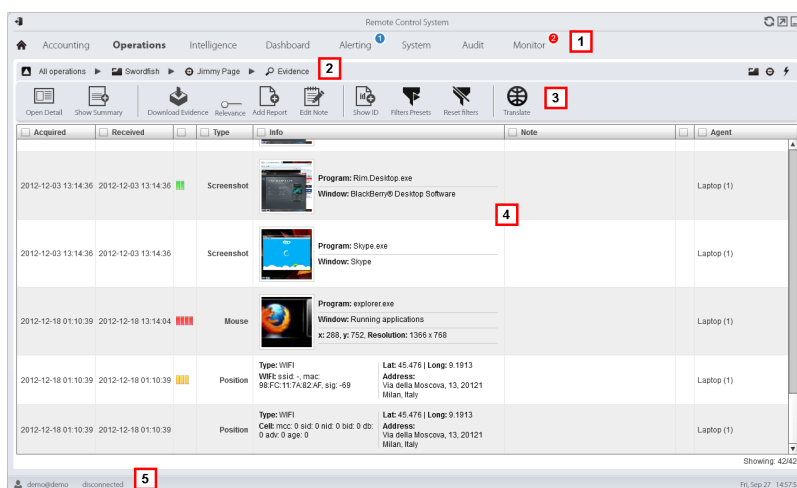 Remote Control System
Accounting Operations Intelligence Dashboard Alerting 1 System Audit Monitor 2 1
All operations Swordfish Jimmy Page Evidence 2
Open Detail Show Summary Download Evidence Relevance Add Report Edit Note Show ID Filters Presets Reset filters Translate 3
Acquired Received Type Info Note Agent
2012-12-03 13:14:36 2012-12-03 13:14:36 Screenshot Program: Rim.Desktop.exe Laptop (1)
Window: BlackBerry® Desktop Software
4
2012-12-03 13:14:36 2012-12-03 13:14:36 Screenshot Program: Skype.exe Laptop (1)
Window: Skype
2012-12-18 01:10:39 2012-12-18 13:14:04 Mouse Program: explorer.exe Laptop (1)
Window: Running applications
x: 288, y: 752, Resolution: 1366 x 768
2012-12-18 01:10:39 2012-12-18 01:10:39 Position Type: WIFI Lat: 45.476 | Long: 9.1913 Laptop (1)
WIFI: ssid: -, mac: Address:
98:FC:11:7A:82:AF, sig: -69 Via della Moscova, 13, 20121
Milan, Italy
2012-12-18 01:10:39 2012-12-18 01:10:39 Position Type: WIFI Lat: 45.476 | Long: 9.1913 Laptop (1)
Cell: mcc: 0 sid: 0 nid: 0 bid: 0 db: Address:
0 adv: 0 age: 0 Via della Moscova, 13, 20121
Milan, Italy
Showing: 42/42
demo@demo disconnected 5 Fri, Sep 27 14:57:5